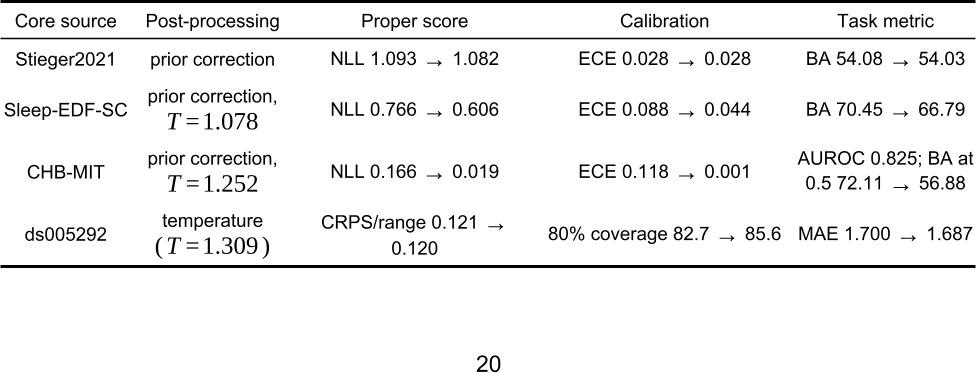 Core source Post-processing Proper score Calibration Task metric
Stieger2021 prior correction NLL 1.093 → 1.082 ECE 0.028 → 0.028 BA 54.08 → 54.03
Sleep-EDF-SC prior correction, T=1.078 NLL 0.766 → 0.606 ECE 0.088 → 0.044 BA 70.45 → 66.79
CHB-MIT prior correction, T=1.252 NLL 0.166 → 0.019 ECE 0.118 → 0.001 AUROC 0.825; BA at 0.5 72.11 → 56.88
ds005292 temperature (T=1.309) CRPS/range 0.121 → 0.120 80% coverage 82.7 → 85.6 MAE 1.700 → 1.687
20